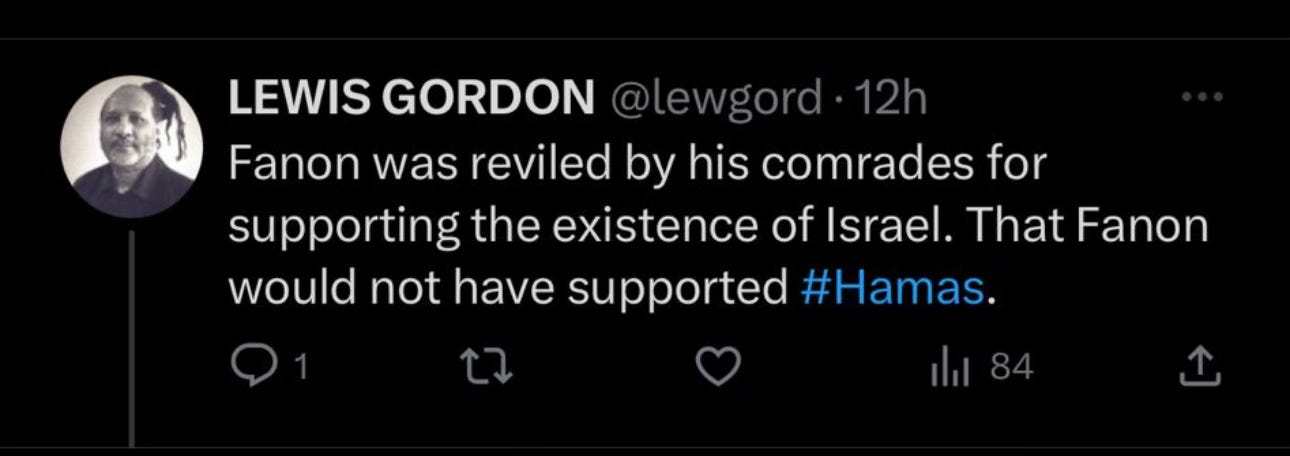 LEWIS GORDON @lewgord · 12h
Fanon was reviled by his comrades for
supporting the existence of Israel. That Fanon
would not have supported #Hamas.
1 84